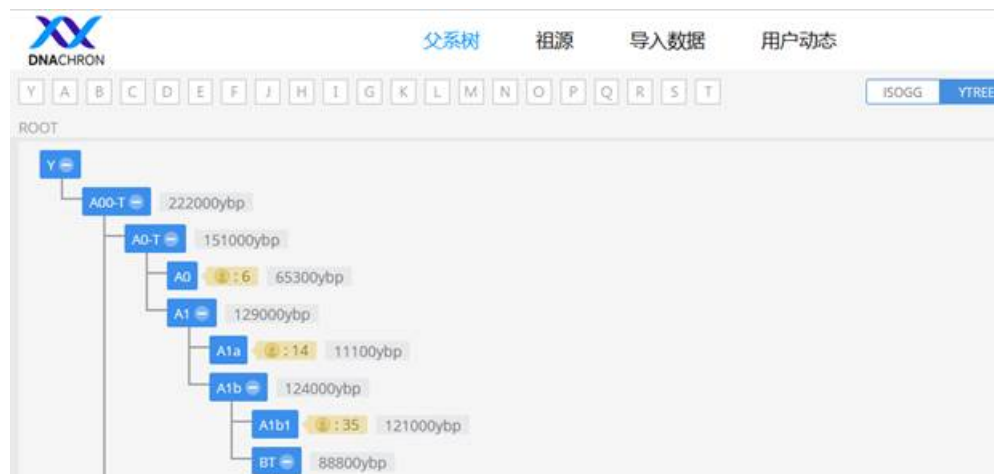 DNACHRON 父系树 祖源 导入数据 用户动态
Y A B C D E F J H I G K L M N O P Q R S T ISOGG YTREE
ROOT
Y
A00-T 222000ybp
A0-T 151000ybp
A0 : 6 65300ybp
A1 129000ybp
A1a : 14 11100ybp
A1b 124000ybp
A1b1 : 35 121000ybp
BT 88800ybp